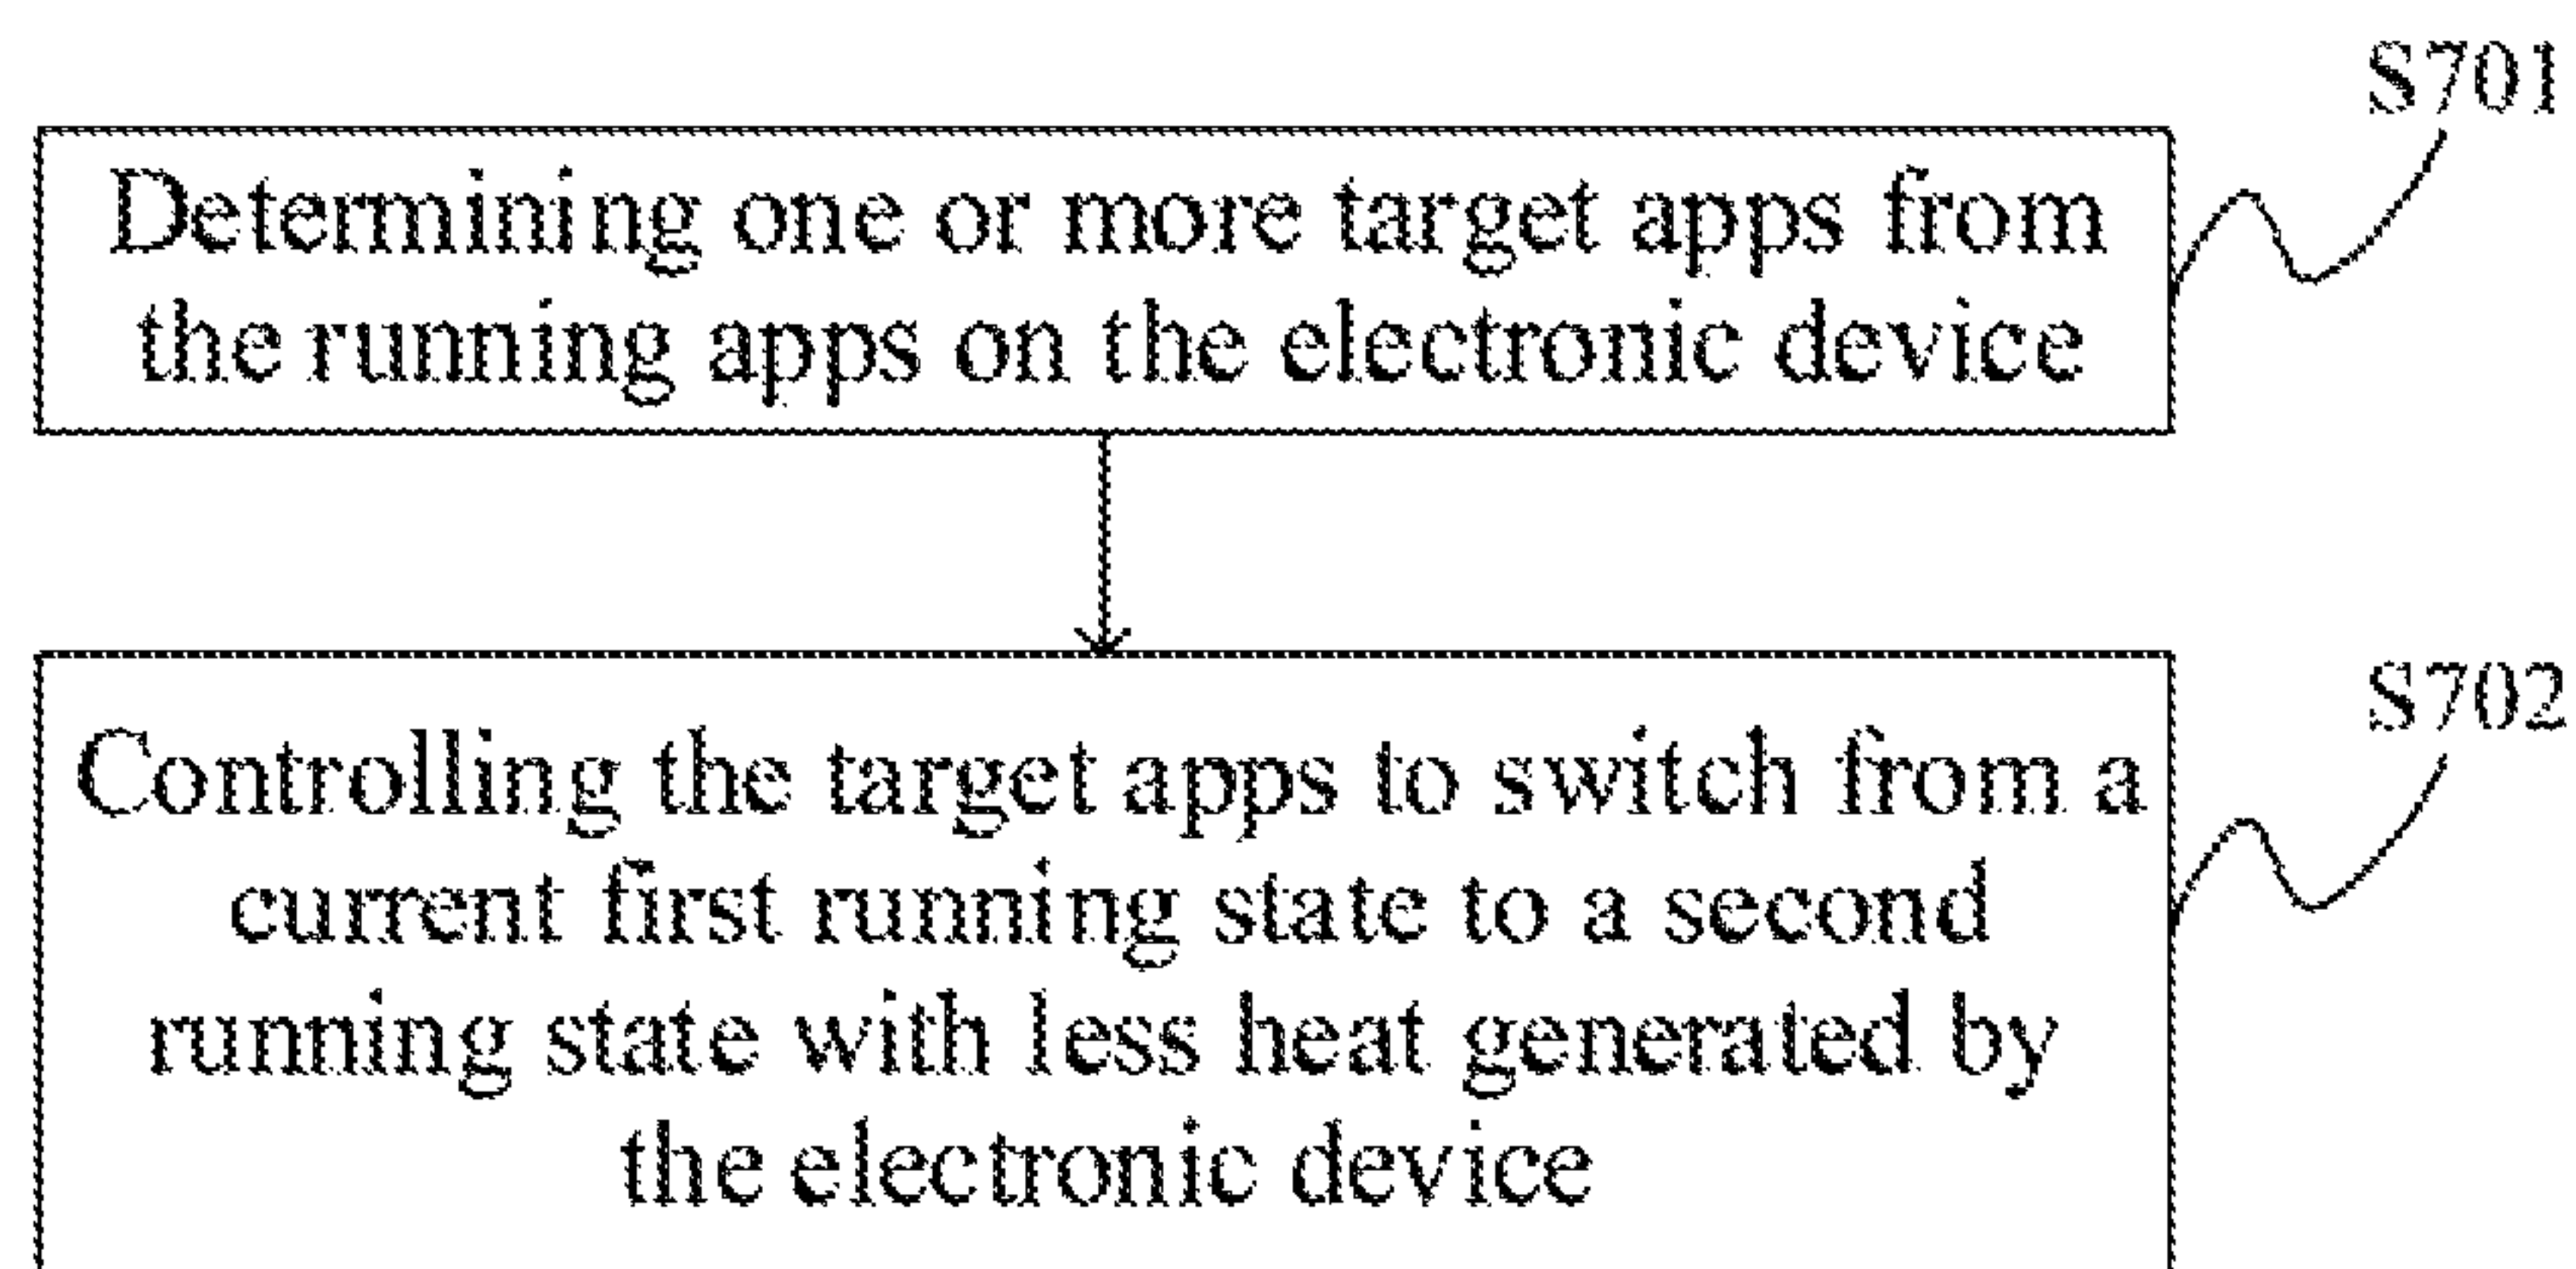 S701
Determining one or more target apps from
the running apps on the electronic device
S702
Controlling the target apps to switch from a
current first running state to a second
running state with less heat generated by
the electronic device